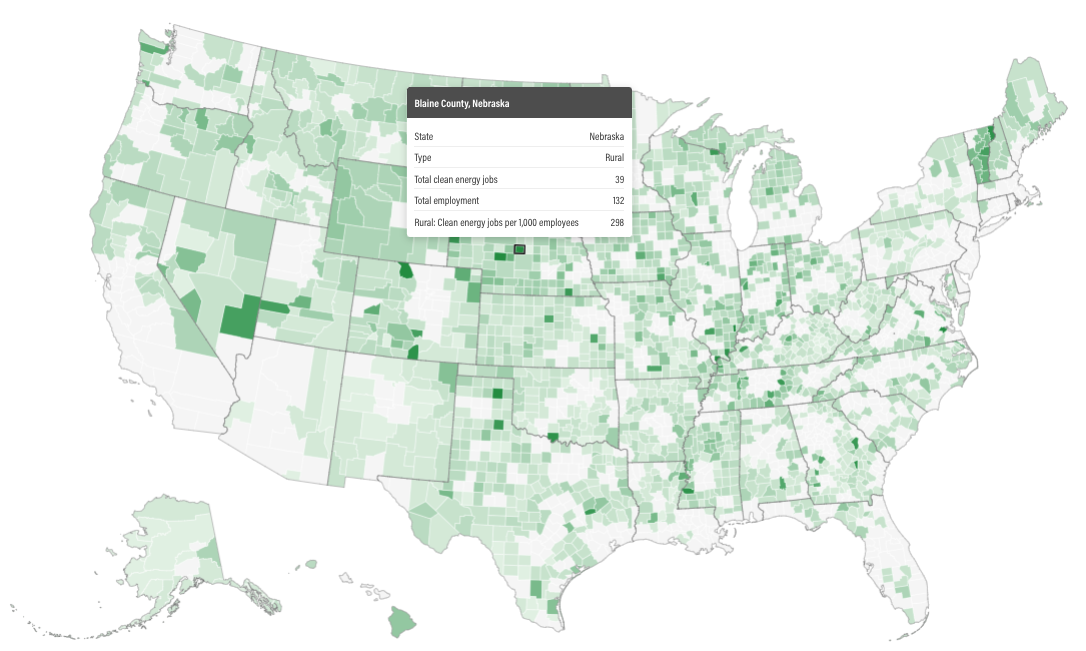 Blaine County, Nebraska
State Nebraska
Type Rural
Total clean energy jobs 39
Total employment 132
Rural: Clean energy jobs per 1,000 employees 298